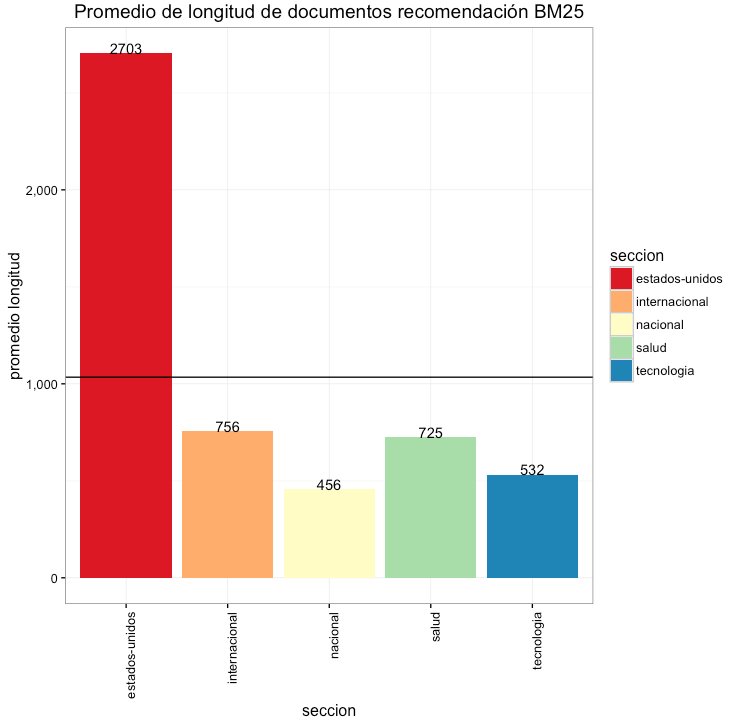 Promedio de longitud de documentos recomendación BM25
promedio longitud
2,000
1,000
0
2703
756
456
725
532
estados-unidos
internacional
nacional
salud
tecnologia
seccion
seccion
estados-unidos
internacional
nacional
salud
tecnologia